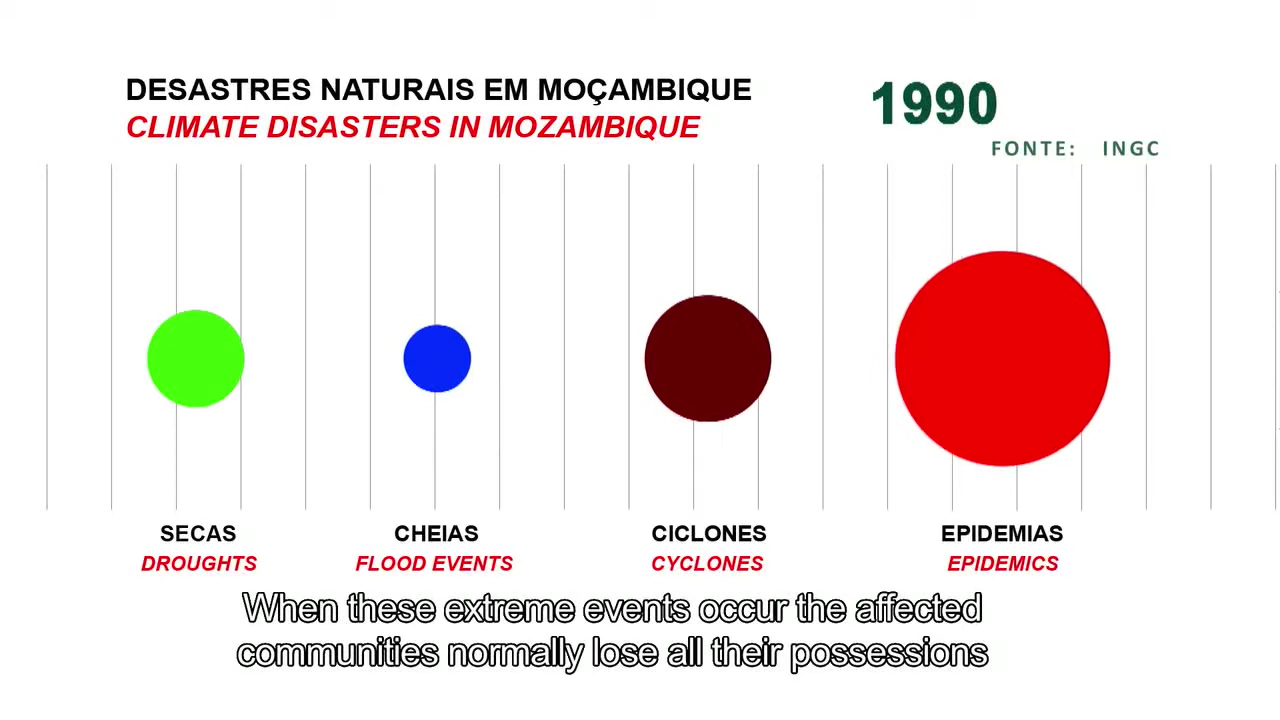 DESASTRES NATURAIS EM MOÇAMBIQUE
CLIMATE DISASTERS IN MOZAMBIQUE
1990
FONTE: INGC
SECAS
DROUGHTS
CHEIAS
FLOOD EVENTS
CICLONES
CYCLONES
EPIDEMIAS
EPIDEMICS
When these extreme events occur the affected
communities normally lose all their possessions